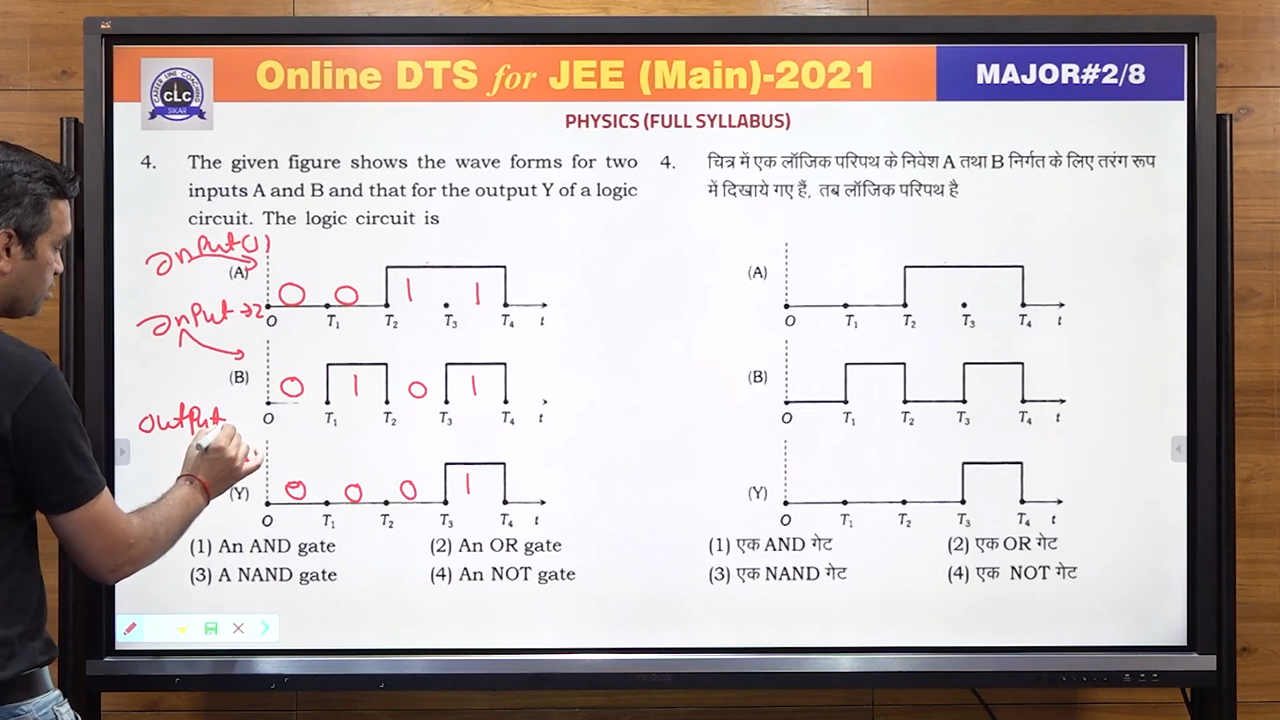 Online DTS for JEE (Main)-2021
MAJOR#2/8
CAREER LINE COACHING
CLC
SIKAR
PHYSICS (FULL SYLLABUS)
4. The given figure shows the wave forms for two
inputs A and B and that for the output Y of a logic
circuit. The logic circuit is
Input(1)
(A) 0 0 1 1
O T1 T2 T3 T4 t
Input→2
(B) 0 1 0 1
O T1 T2 T3 T4 t
Output
(Y) 0 0 0 1
O T1 T2 T3 T4 t
(1) An AND gate (2) An OR gate
(3) A NAND gate (4) An NOT gate
4. चित्र में एक लॉजिक परिपथ के निवेश A तथा B निर्गत के लिए तरंग रूप
में दिखाये गए हैं, तब लॉजिक परिपथ है
(A)
O T1 T2 T3 T4 t
(B)
O T1 T2 T3 T4 t
(Y)
O T1 T2 T3 T4 t
(1) एक AND गेट (2) एक OR गेट
(3) एक NAND गेट (4) एक NOT गेट